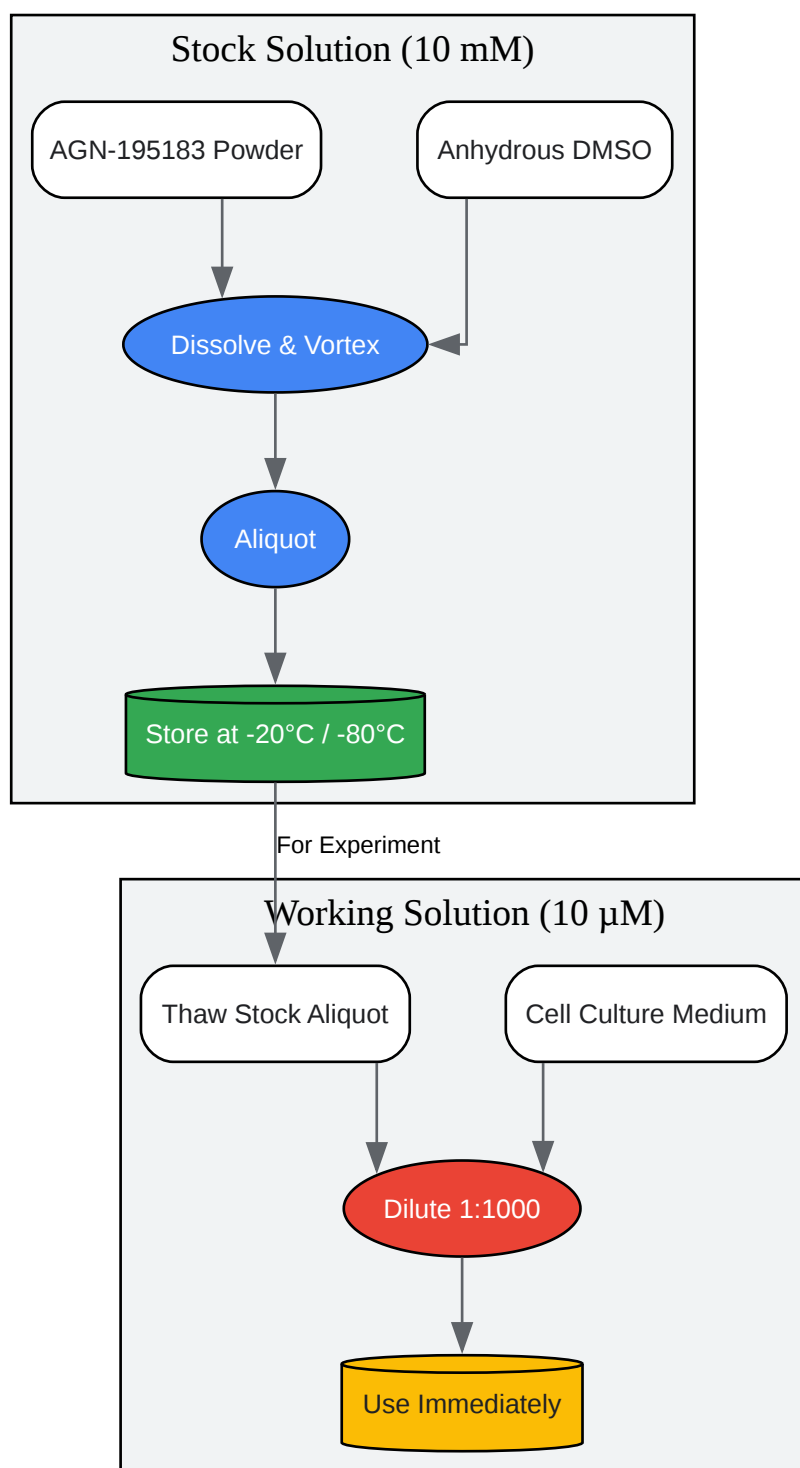 Stock Solution (10 mM)
AGN-195183 Powder
Anhydrous DMSO
Dissolve & Vortex
Aliquot
Store at -20°C / -80°C
For Experiment
Working Solution (10 µM)
Thaw Stock Aliquot
Cell Culture Medium
Dilute 1:1000
Use Immediately